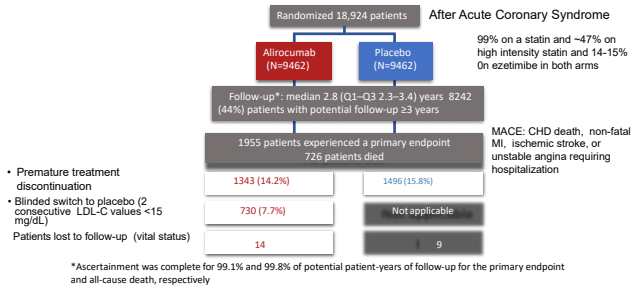 Randomized 18,924 patients
After Acute Coronary Syndrome
99% on a statin and ~47% on
high intensity statin and 14-15%
0n ezetimibe in both arms
Alirocumab
(N=9462)
Placebo
(N=9462)
Follow-up*: median 2.8 (Q1–Q3 2.3–3.4) years 8242
(44%) patients with potential follow-up ≥3 years
1955 patients experienced a primary endpoint
726 patients died
MACE: CHD death, non-fatal
MI, ischemic stroke, or
unstable angina requiring
hospitalization
• Premature treatment
discontinuation
1343 (14.2%)
1496 (15.8%)
• Blinded switch to placebo (2
consecutive LDL-C values <15
mg/dL)
730 (7.7%)
Not applicable
Patients lost to follow-up (vital status)
14
9
*Ascertainment was complete for 99.1% and 99.8% of potential patient-years of follow-up for the primary endpoint
and all-cause death, respectively